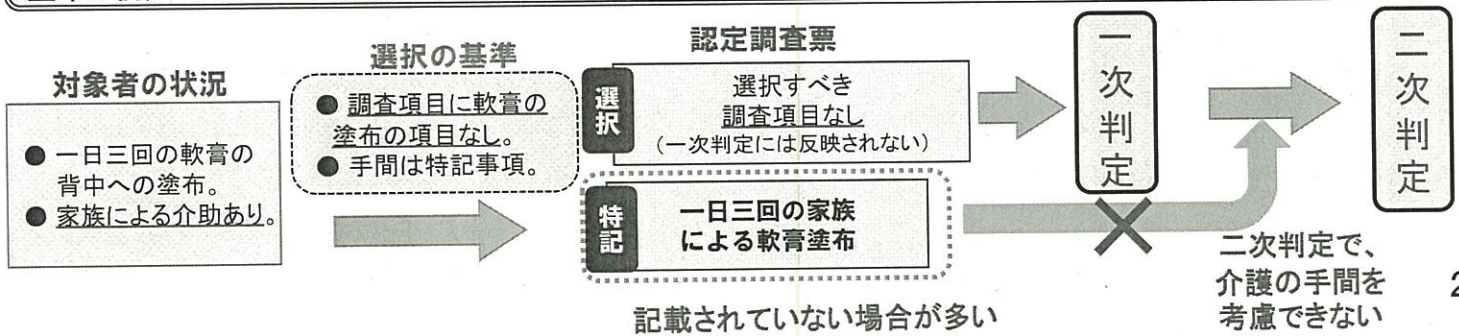 対象者の状況
● 一日三回の軟膏の
背中への塗布。
● 家族による介助あり。
選択の基準
● 調査項目に軟膏の
塗布の項目なし。
● 手間は特記事項。
認定調査票
選択
選択すべき
調査項目なし
(一次判定には反映されない)
特記
一日三回の家族
による軟膏塗布
記載されていない場合が多い
一次判定
二次判定
二次判定で、
介護の手間を
考慮できない
2